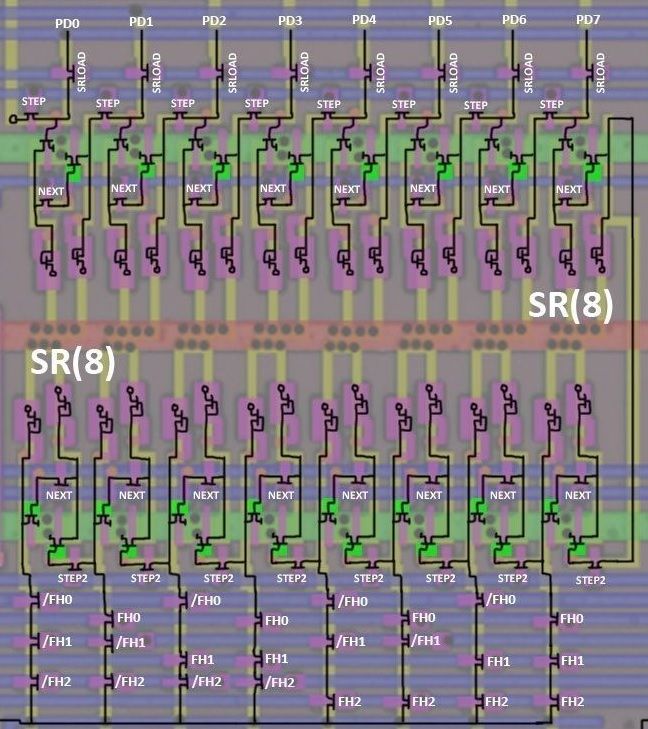 PD0 PD1 PD2 PD3 PD4 PD5 PD6 PD7
SRLOAD SRLOAD SRLOAD SRLOAD SRLOAD SRLOAD SRLOAD SRLOAD
STEP STEP STEP STEP STEP STEP STEP STEP
NEXT NEXT NEXT NEXT NEXT NEXT NEXT NEXT
SR(8)
SR(8)
NEXT NEXT NEXT NEXT NEXT NEXT NEXT NEXT
STEP2 STEP2 STEP2 STEP2 STEP2 STEP2 STEP2 STEP2
/FH0 /FH0 /FH0 /FH0
FH0 FH0 FH0 FH0
/FH1 /FH1 /FH1 /FH1
FH1 FH1 FH1 FH1
/FH2 /FH2 /FH2 /FH2
FH2 FH2 FH2 FH2